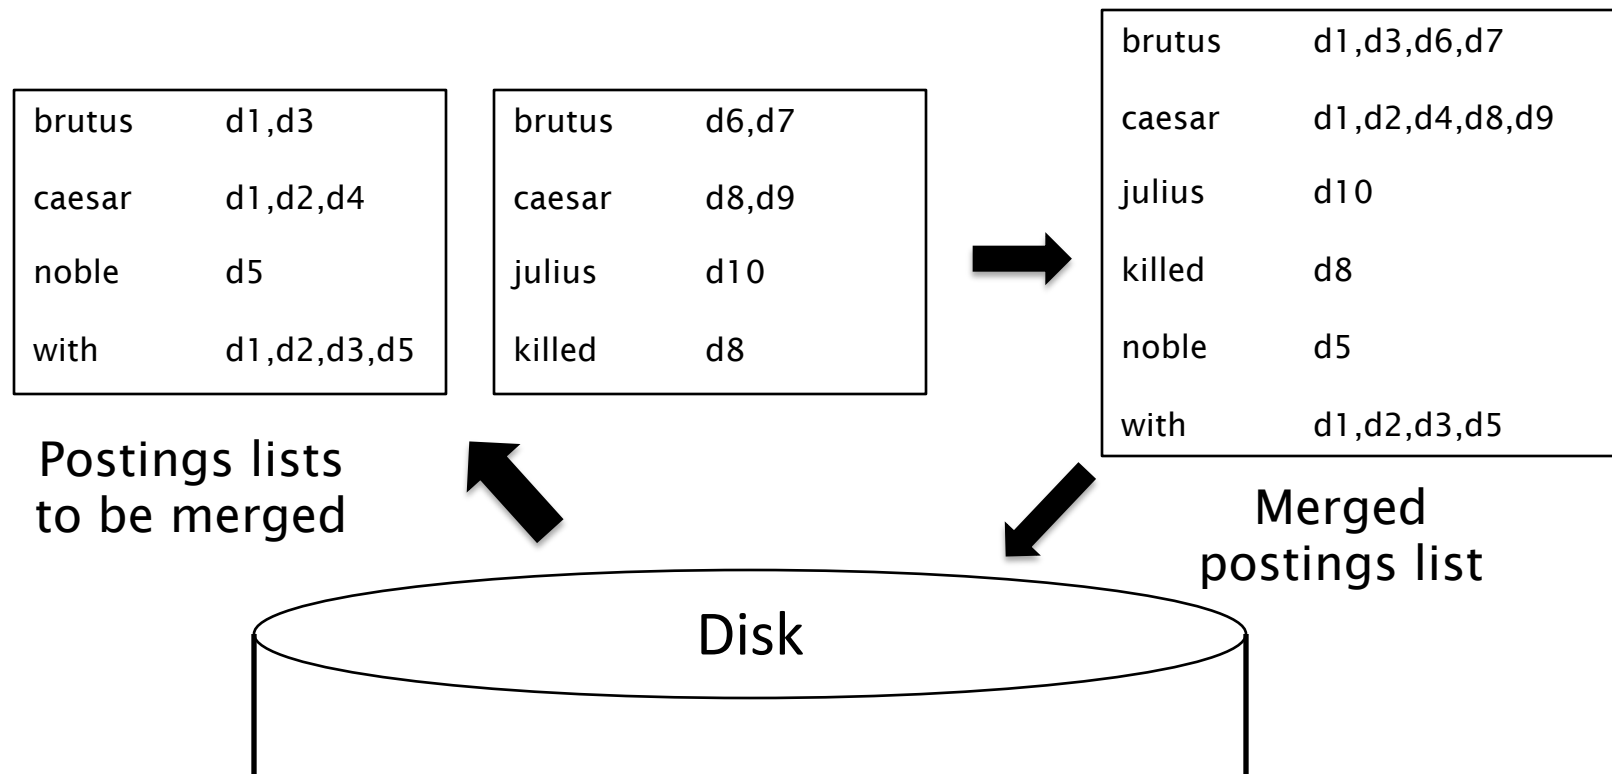 brutus d1,d3
caesar d1,d2,d4
noble d5
with d1,d2,d3,d5
Postings lists
to be merged
brutus d6,d7
caesar d8,d9
julius d10
killed d8
brutus d1,d3,d6,d7
caesar d1,d2,d4,d8,d9
julius d10
killed d8
noble d5
with d1,d2,d3,d5
Merged
postings list
Disk